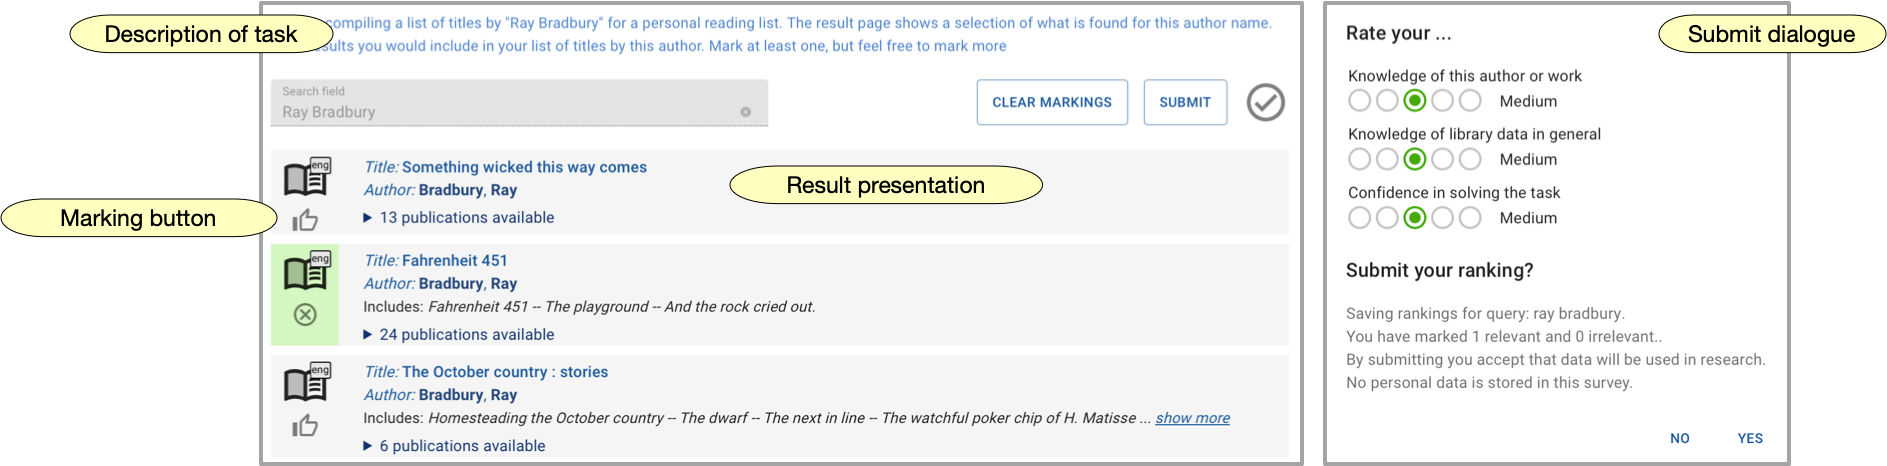 Description of task
compiling a list of titles by "Ray Bradbury" for a personal reading list. The result page shows a selection of what is found for this author name.
sults you would include in your list of titles by this author. Mark at least one, but feel free to mark more
Search field
Ray Bradbury
CLEAR MARKINGS
SUBMIT
Marking button
Result presentation
eng
Title: Something wicked this way comes
Author: Bradbury, Ray
▶ 13 publications available
eng
Title: Fahrenheit 451
Author: Bradbury, Ray
Includes: Fahrenheit 451 -- The playground -- And the rock cried out.
▶ 24 publications available
eng
Title: The October country : stories
Author: Bradbury, Ray
Includes: Homesteading the October country -- The dwarf -- The next in line -- The watchful poker chip of H. Matisse ... show more
▶ 6 publications available
Submit dialogue
Rate your ...
Knowledge of this author or work
Medium
Knowledge of library data in general
Medium
Confidence in solving the task
Medium
Submit your ranking?
Saving rankings for query: ray bradbury.
You have marked 1 relevant and 0 irrelevant..
By submitting you accept that data will be used in research.
No personal data is stored in this survey.
NO
YES